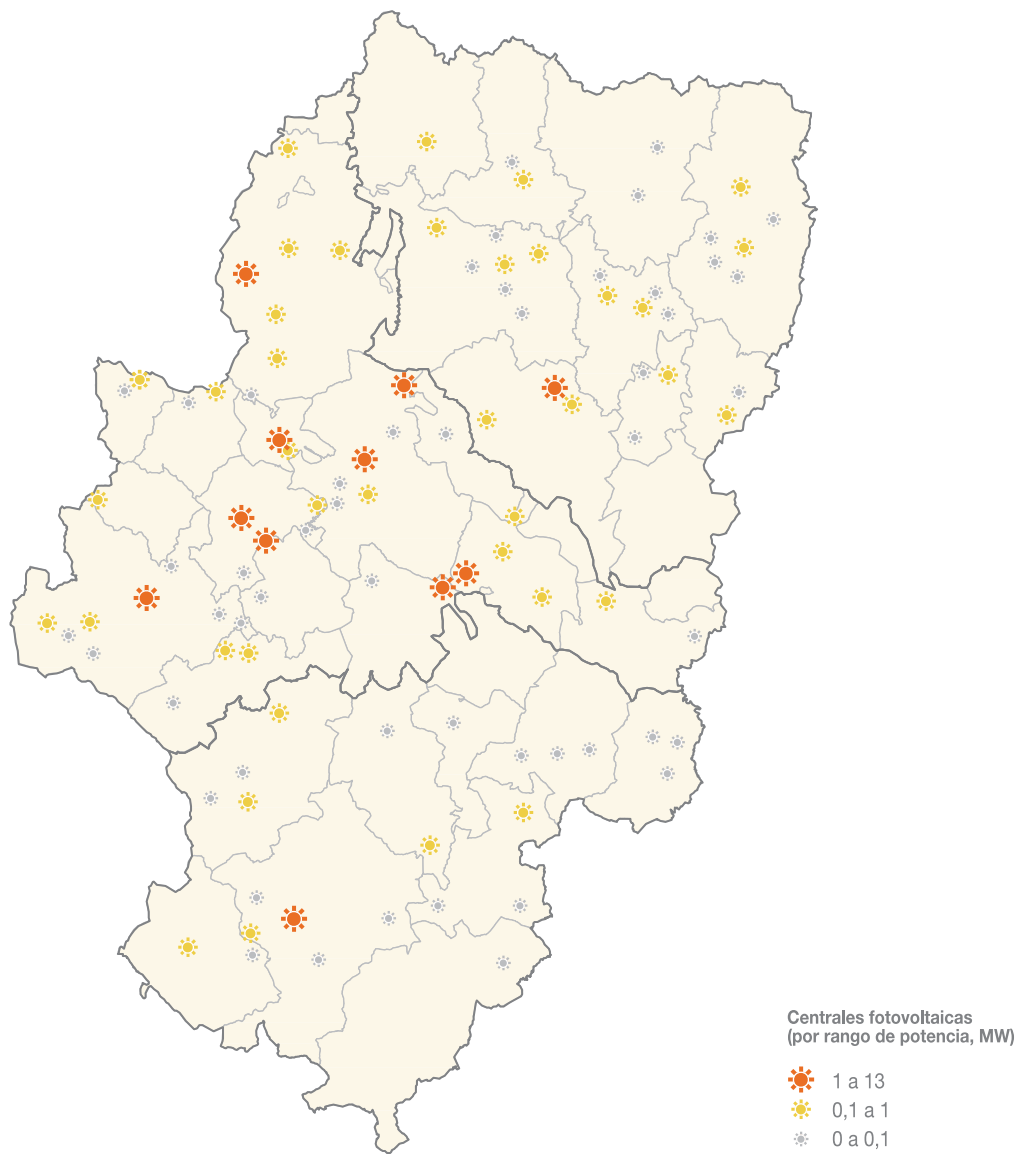 Centrales fotovoltaicas
(por rango de potencia, MW)
1 a 13
0,1 a 1
0 a 0,1